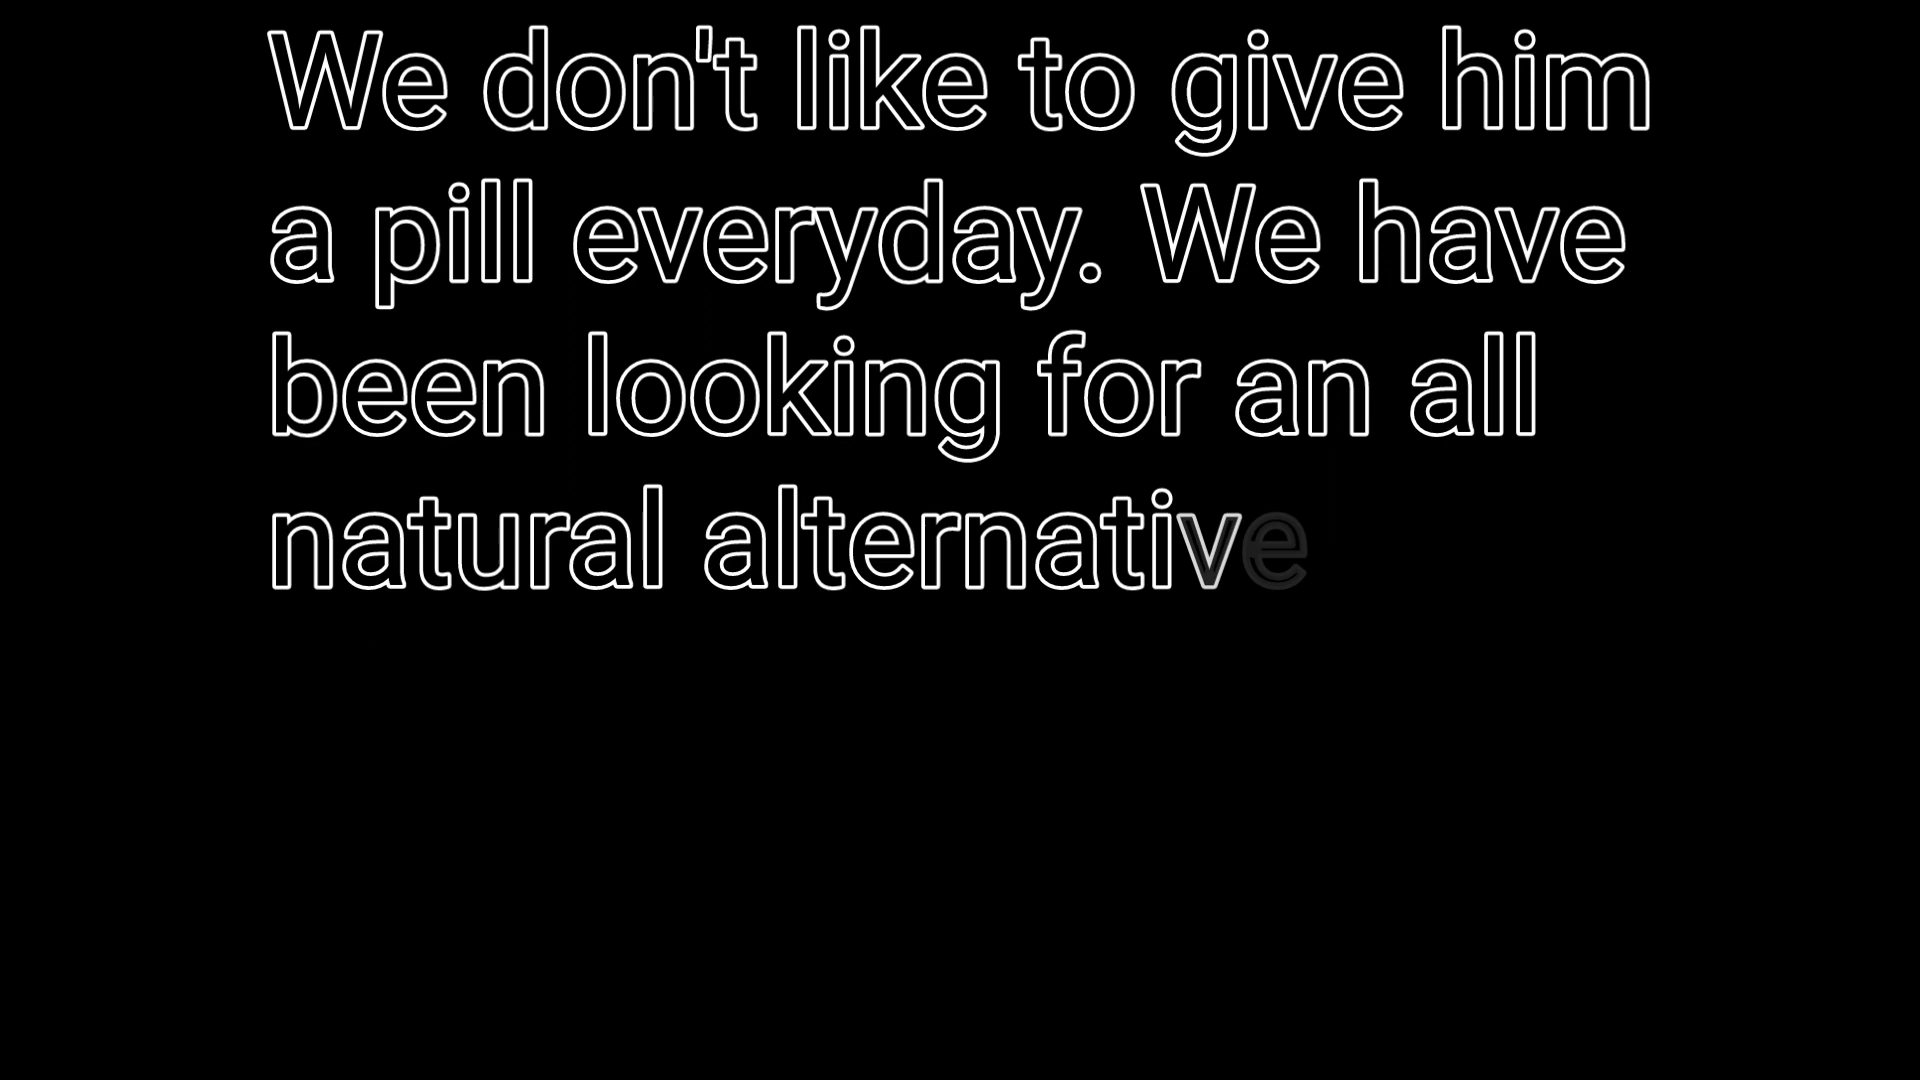 We don't like to give him
a pill everyday. We have
been looking for an all
natural alternative